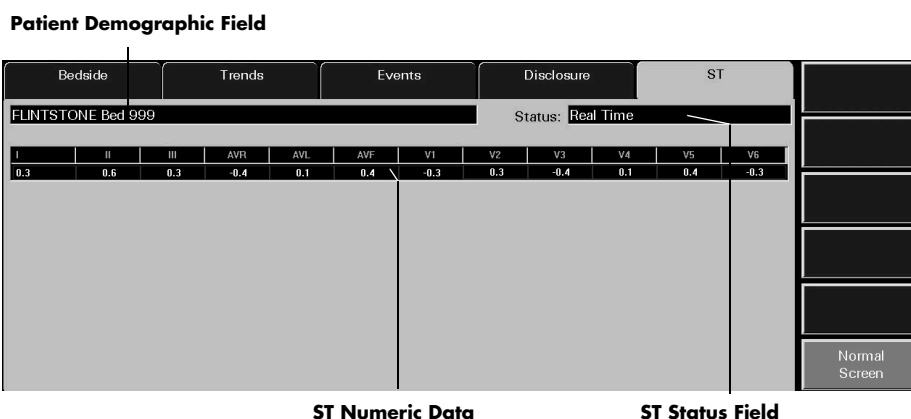 Patient Demographic Field
Bedside Trends Events Disclosure ST
FLINTSTONE Bed 999 Status: Real Time
I II III AVR AVL AVF V1 V2 V3 V4 V5 V6
0.3 0.6 0.3 -0.4 0.1 0.4 -0.3 0.3 -0.4 0.1 0.4 -0.3
Normal
Screen
ST Numeric Data ST Status Field